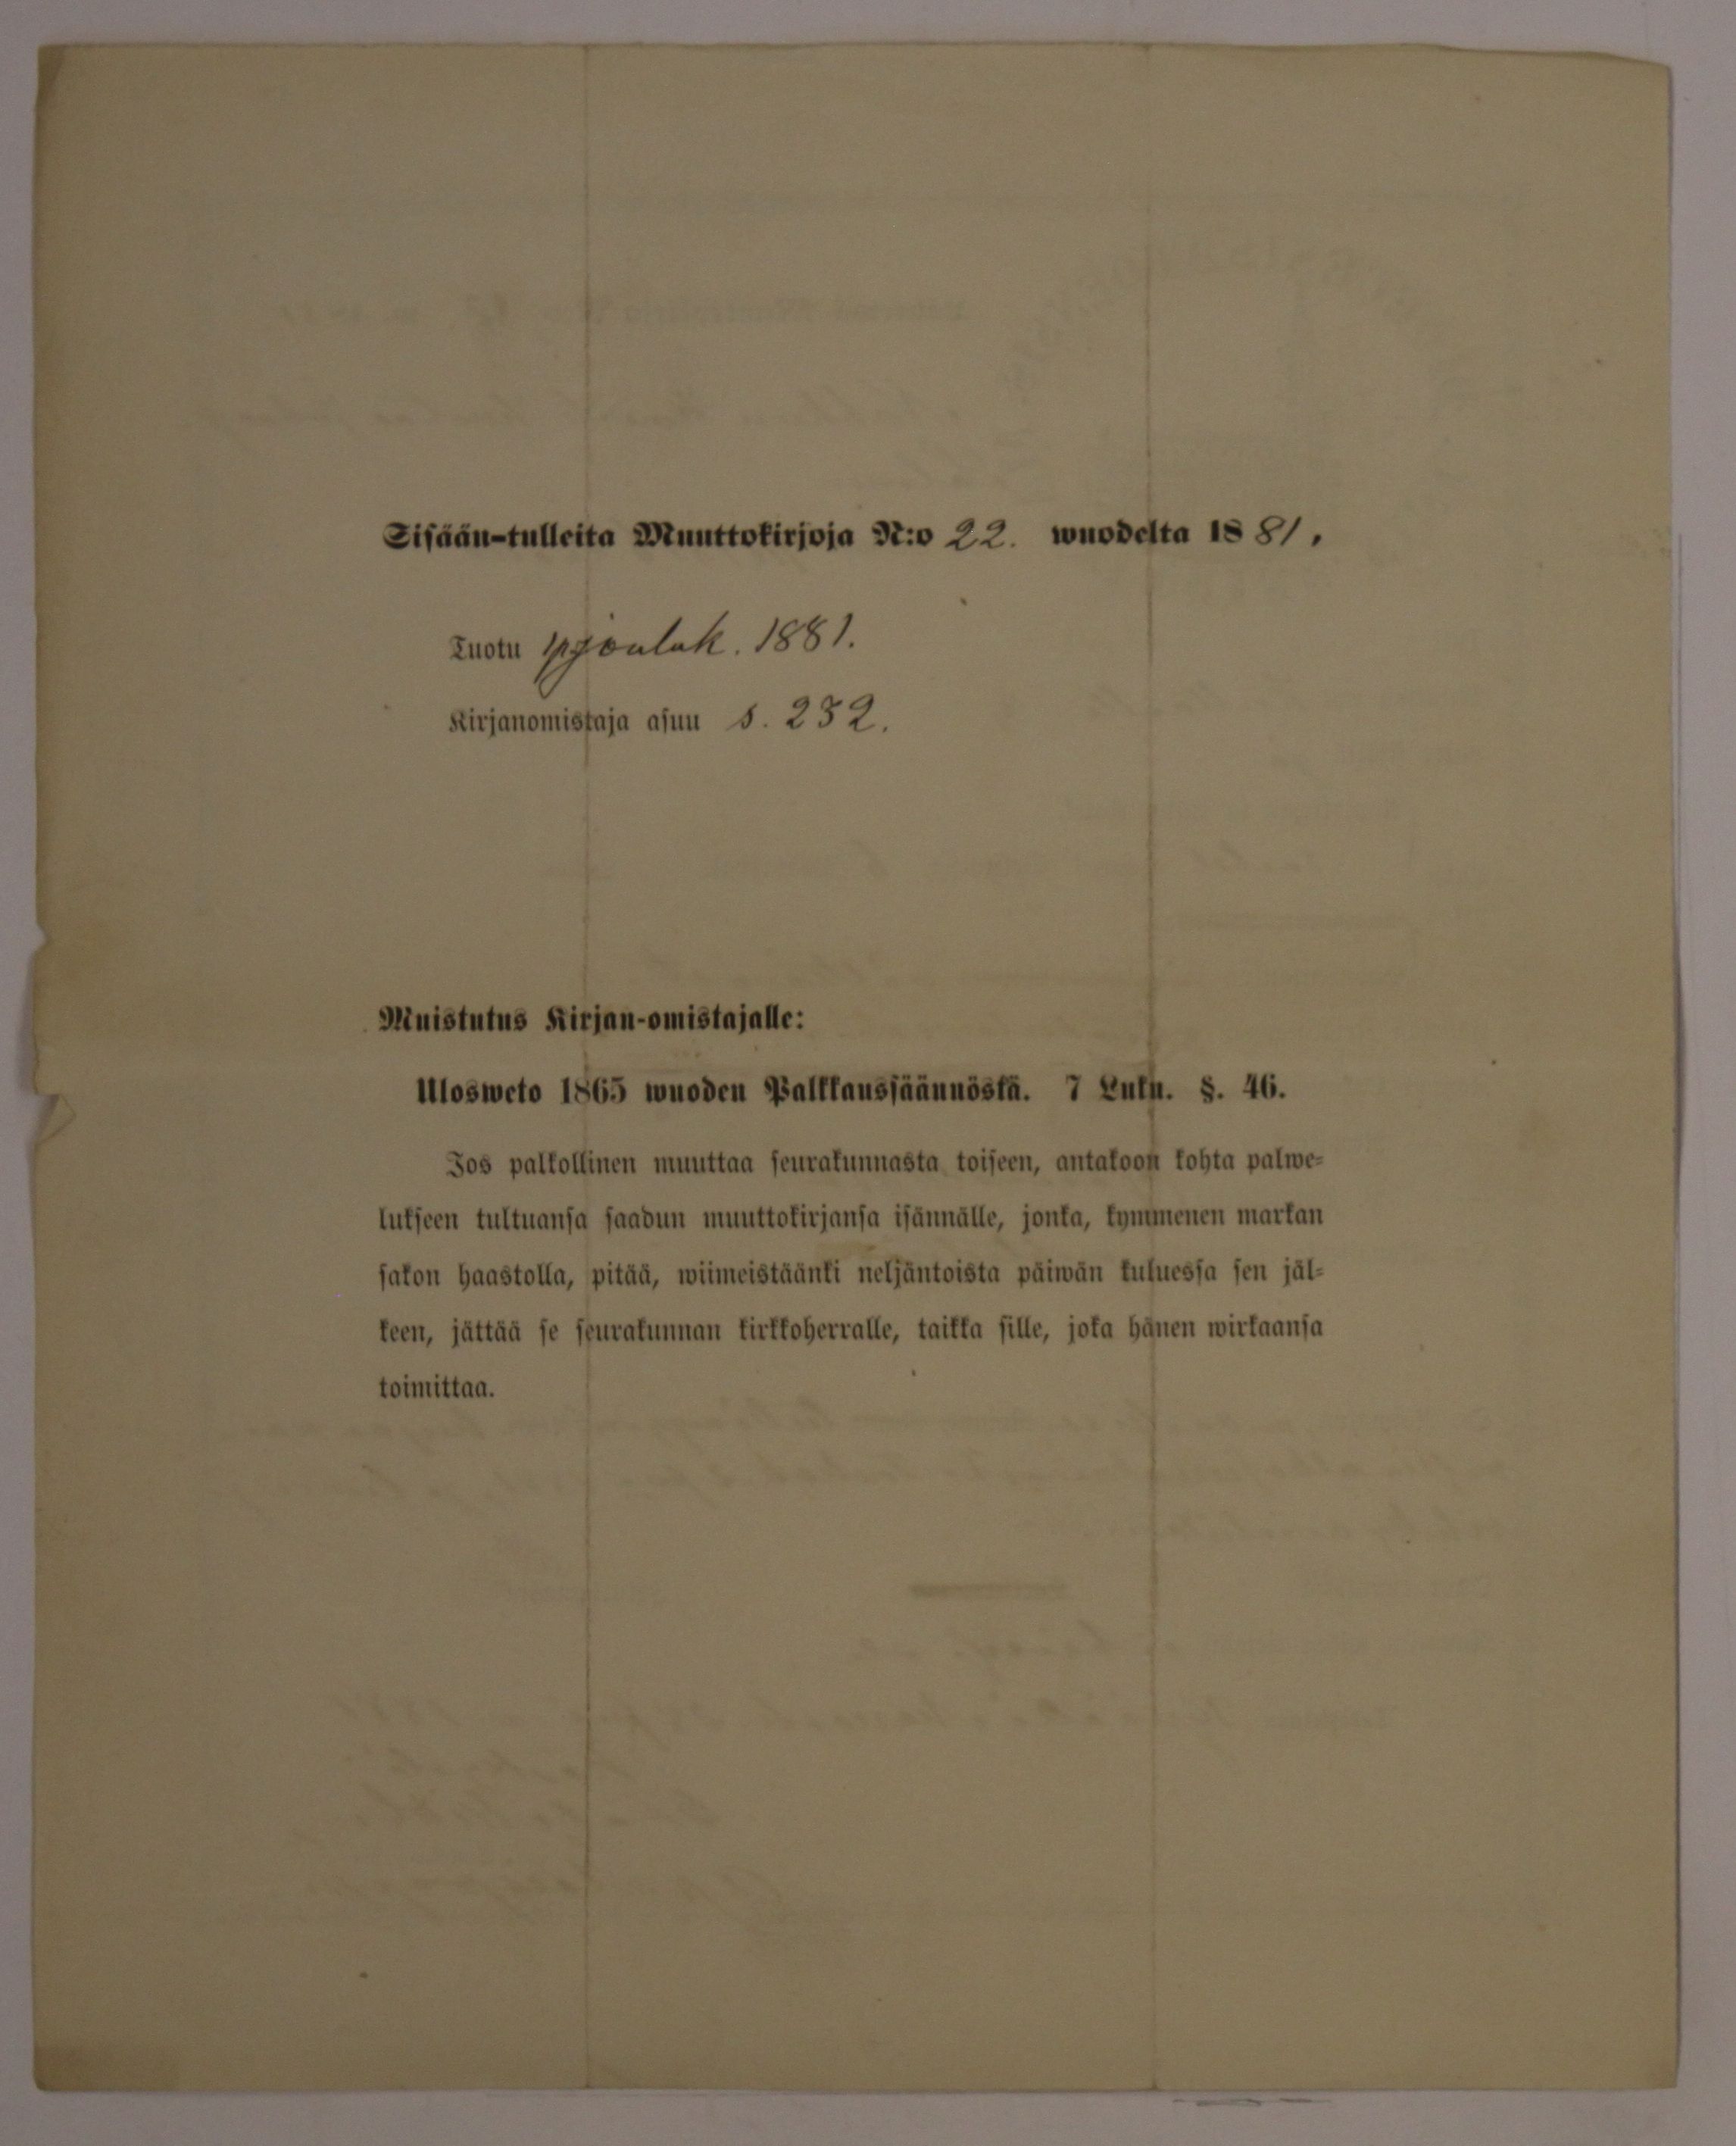 Sisään-tulleita Muuttokirjoja N:o 22. wuodelta 1881.
Tuotu 1 p jouluk. 1881.
Kirjanomistaja asuu s. 232.
Muistutus Kirjan-omistajalle:
Ulosweto 1865 wuoden Palkkaussäännöstä. 7 Luku. §. 46.
Jos palkollinen muuttaa seurakunnasta toiseen, antakoon kohta palwe-
lukseen tultuansa saadun muuttokirjansa isännälle, jonka, kymmenen markan
sakon haastolla, pitää, wiimeistäänki neljäntoista päiwän kuluessa sen jäl-
keen, jättää se seurakunnan kirkkoherralle, taikka sille, joka hänen wirkaansa
toimittaa.